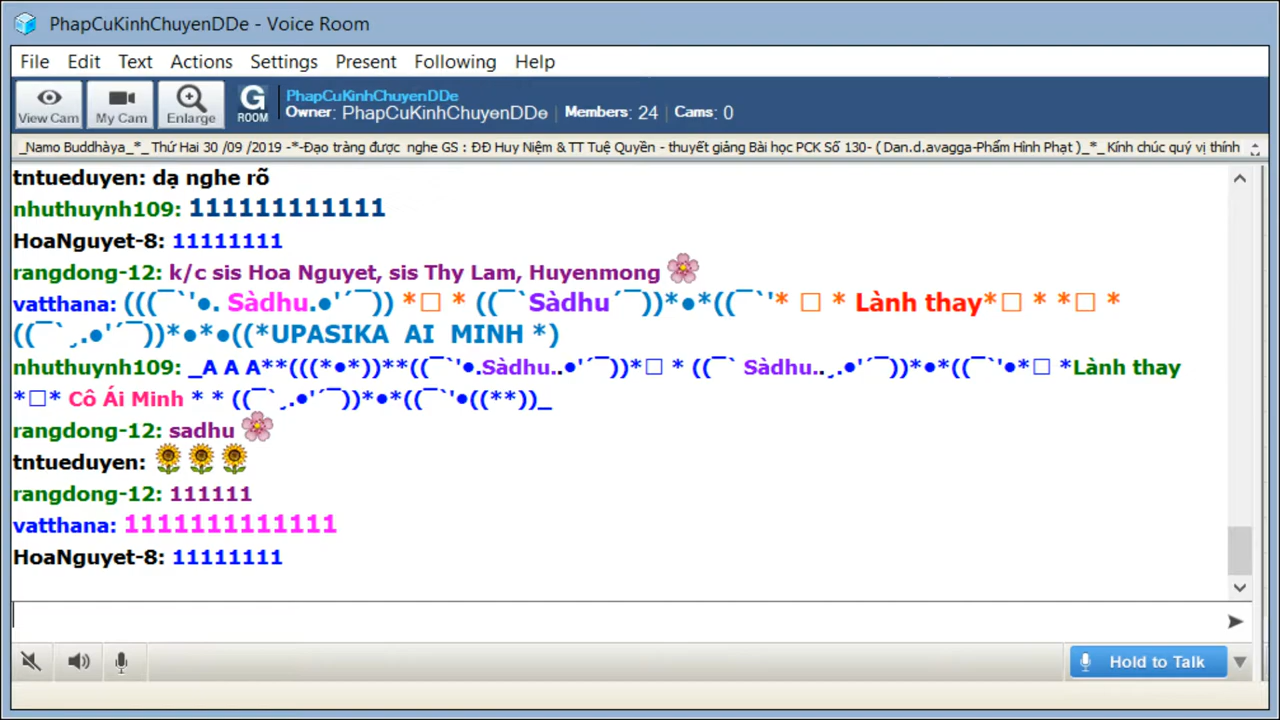 PhapCuKinhChuyenDDe - Voice Room
File Edit Text Actions Settings Present Following Help
View Cam My Cam Enlarge G ROOM
PhapCuKinhChuyenDDe
Owner: PhapCuKinhChuyenDDe | Members: 24 | Cams: 0
_Namo Buddhàya_*_ Thứ Hai 30 /09 /2019 -*-Đạo tràng được nghe GS : ĐĐ Huy Niệm & TT Tuệ Quyền - thuyết giảng Bài học PCK Số 130- ( Dan.d.avagga-Phẩm Hình Phạt )_*_ Kính chúc quý vị thính
tntueduyen: dạ nghe rõ
nhuthuynh109: 111111111111
HoaNguyet-8: 11111111
rangdong-12: k/c sis Hoa Nguyet, sis Thy Lam, Huyenmong 🌸
vatthana: (((¯`'●. Sàdhu.●'´¯)) *□ * ((¯`Sàdhu´¯))*●*((¯`'* □ * Lành thay*□ * *□ *
((¯`¸.●'´¯))*●*●((*UPASIKA AI MINH *)
nhuthuynh109: _A A A**(((*●*))**((¯`'●.Sàdhu..●'´¯))*□ * ((¯` Sàdhu..¸.●'´¯))*●*((¯`'●*□ *Lành thay
*□* Cô Ái Minh * * ((¯`¸.●'´¯))*●*((¯`'●((**))_
rangdong-12: sadhu 🌸
tntueduyen: 🌻🌻🌻
rangdong-12: 111111
vatthana: 1111111111111
HoaNguyet-8: 11111111
Hold to Talk